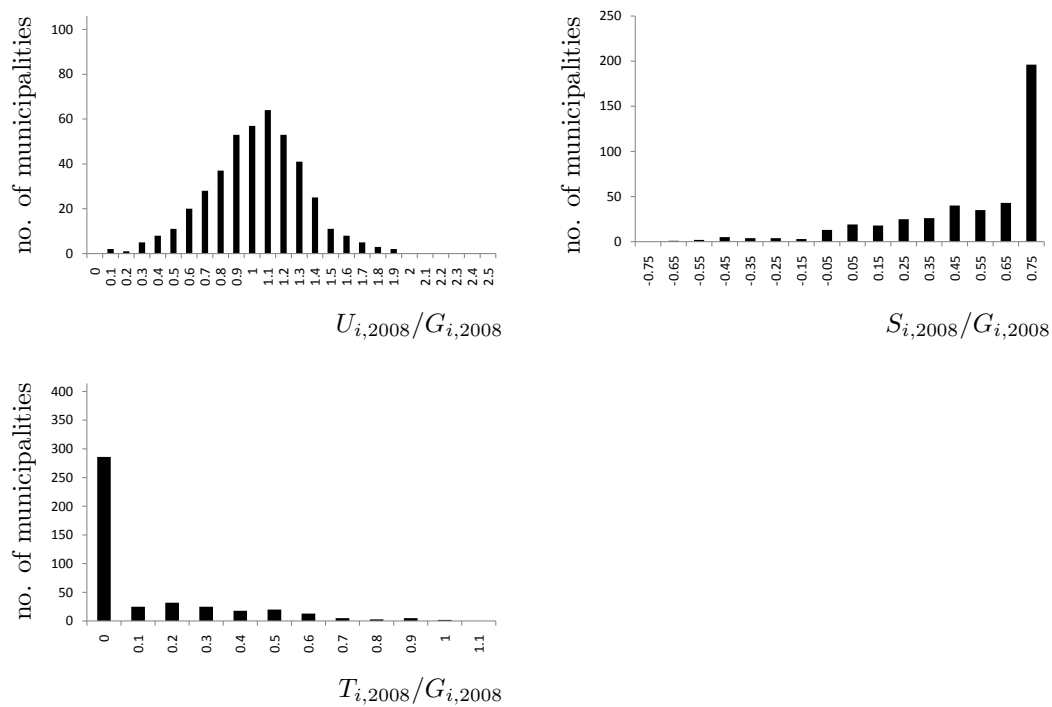 no. of municipalities
100
80
60
40
20
0
0 0.1 0.2 0.3 0.4 0.5 0.6 0.7 0.8 0.9 1 1.1 1.2 1.3 1.4 1.5 1.6 1.7 1.8 1.9 2 2.1 2.2 2.3 2.4 2.5
U_{i,2008}/G_{i,2008}
no. of municipalities
250
200
150
100
50
0
-0.75 -0.65 -0.55 -0.45 -0.35 -0.25 -0.15 -0.05 0.05 0.15 0.25 0.35 0.45 0.55 0.65 0.75
S_{i,2008}/G_{i,2008}
no. of municipalities
400
350
300
250
200
150
100
50
0
0 0.1 0.2 0.3 0.4 0.5 0.6 0.7 0.8 0.9 1 1.1
T_{i,2008}/G_{i,2008}